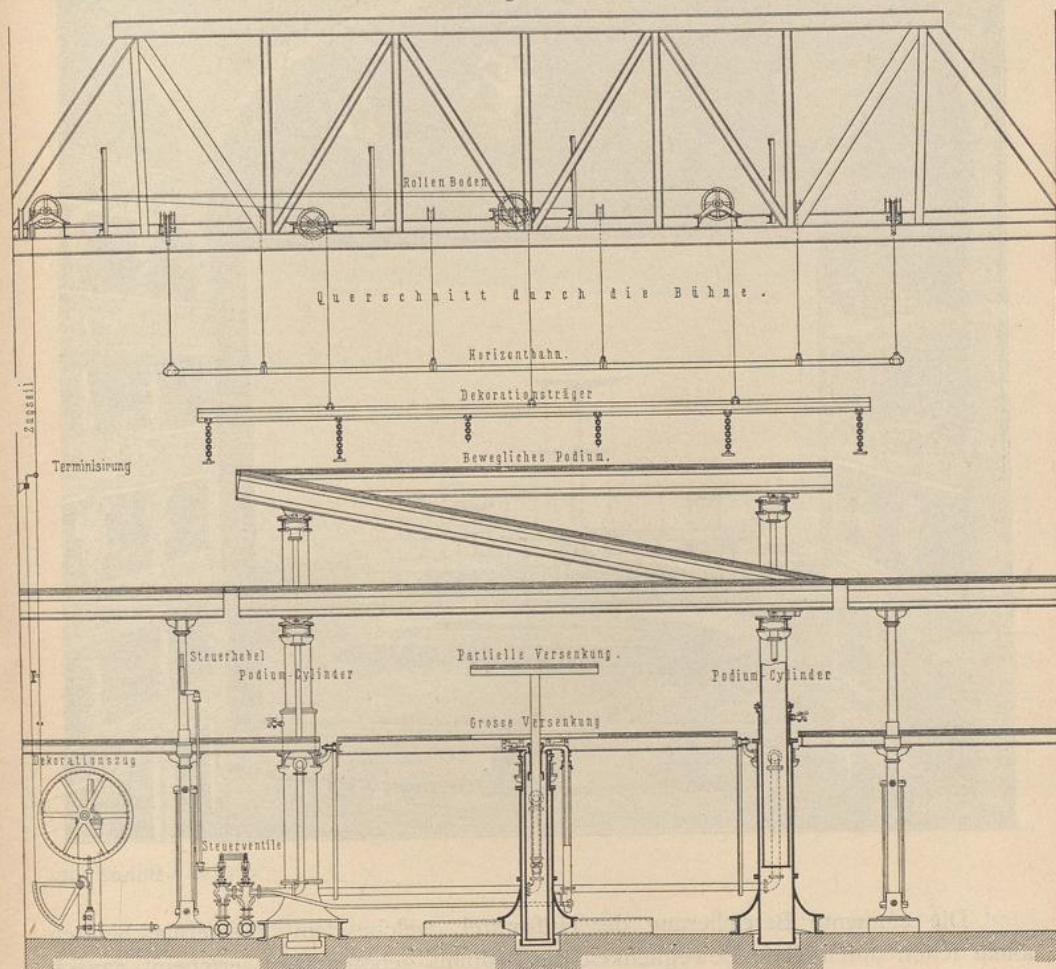 Rollen Boden
Querschnitt durch die Bühne.
Horizontbahn.
Dekorationsträger
Zugseil
Terminisirung
Bewegliches Podium.
Steuerhebel
Partielle Versenkung.
Podium-Cylinder
Podium-Cylinder
Grosse Versenkung
Dekorationszug
Steuerventile